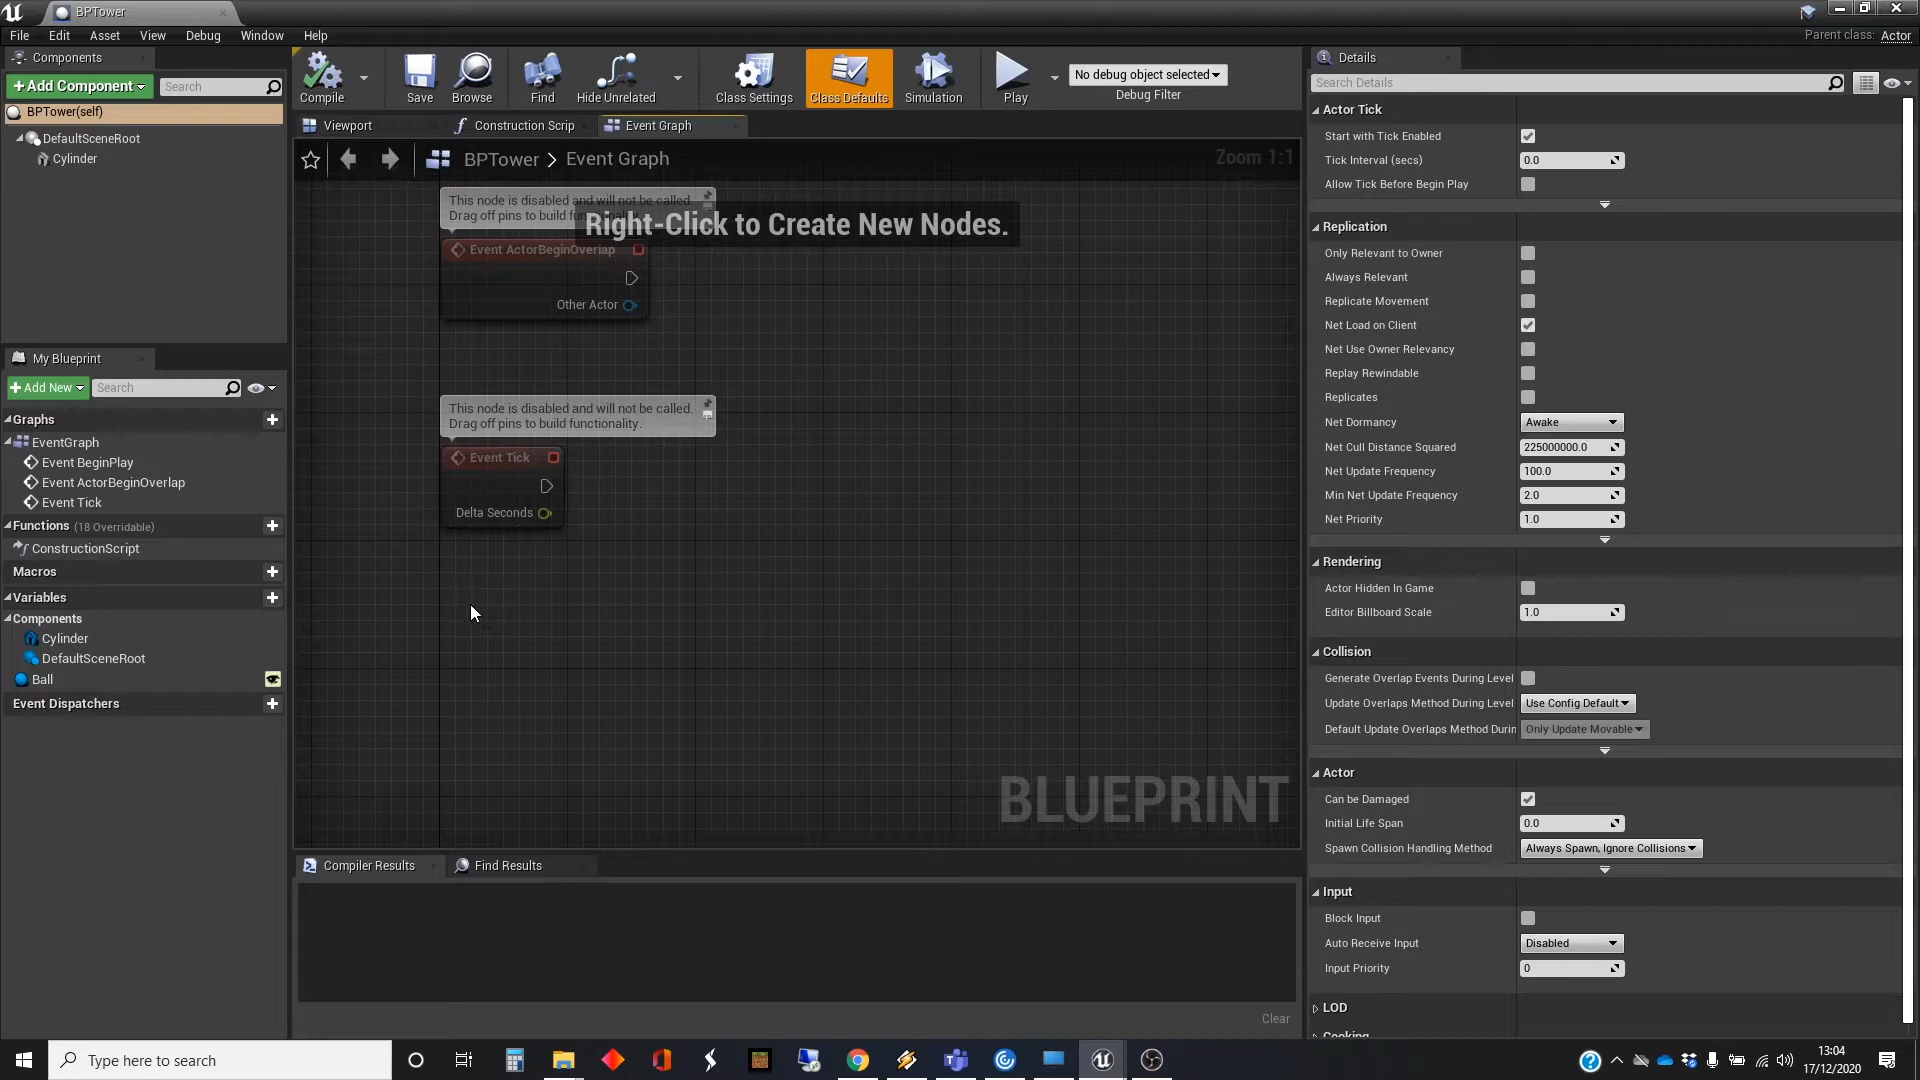 BPTower
File Edit Asset View Debug Window Help
Parent class: Actor
Components
Add Component
Search
BPTower(self)
DefaultSceneRoot
Cylinder
My Blueprint
Add New
Search
Graphs
EventGraph
Event BeginPlay
Event ActorBeginOverlap
Event Tick
Functions (18 Overridable)
ConstructionScript
Macros
Variables
Components
Cylinder
DefaultSceneRoot
Ball
Event Dispatchers
Compile
Save
Browse
Find
Hide Unrelated
Class Settings
Class Defaults
Simulation
Play
No debug object selected
Debug Filter
Viewport
Construction Scrip
Event Graph
BPTower > Event Graph
Zoom 1:1
This node is disabled and will not be called.
Drag off pins to build
Right-Click to Create New Nodes.
Event ActorBeginOverlap
Other Actor
This node is disabled and will not be called.
Drag off pins to build functionality.
Event Tick
Delta Seconds
BLUEPRINT
Compiler Results
Find Results
Clear
Details
Search Details
Actor Tick
Start with Tick Enabled
Tick Interval (secs) 0.0
Allow Tick Before Begin Play
Replication
Only Relevant to Owner
Always Relevant
Replicate Movement
Net Load on Client
Net Use Owner Relevancy
Replay Rewindable
Replicates
Net Dormancy Awake
Net Cull Distance Squared 225000000.0
Net Update Frequency 100.0
Min Net Update Frequency 2.0
Net Priority 1.0
Rendering
Actor Hidden In Game
Editor Billboard Scale 1.0
Collision
Generate Overlap Events During Level
Update Overlaps Method During Level Use Config Default
Default Update Overlaps Method Durin Only Update Movable
Actor
Can be Damaged
Initial Life Span 0.0
Spawn Collision Handling Method Always Spawn, Ignore Collisions
Input
Block Input
Auto Receive Input Disabled
Input Priority 0
LOD
Cooking
Type here to search
13:04
17/12/2020